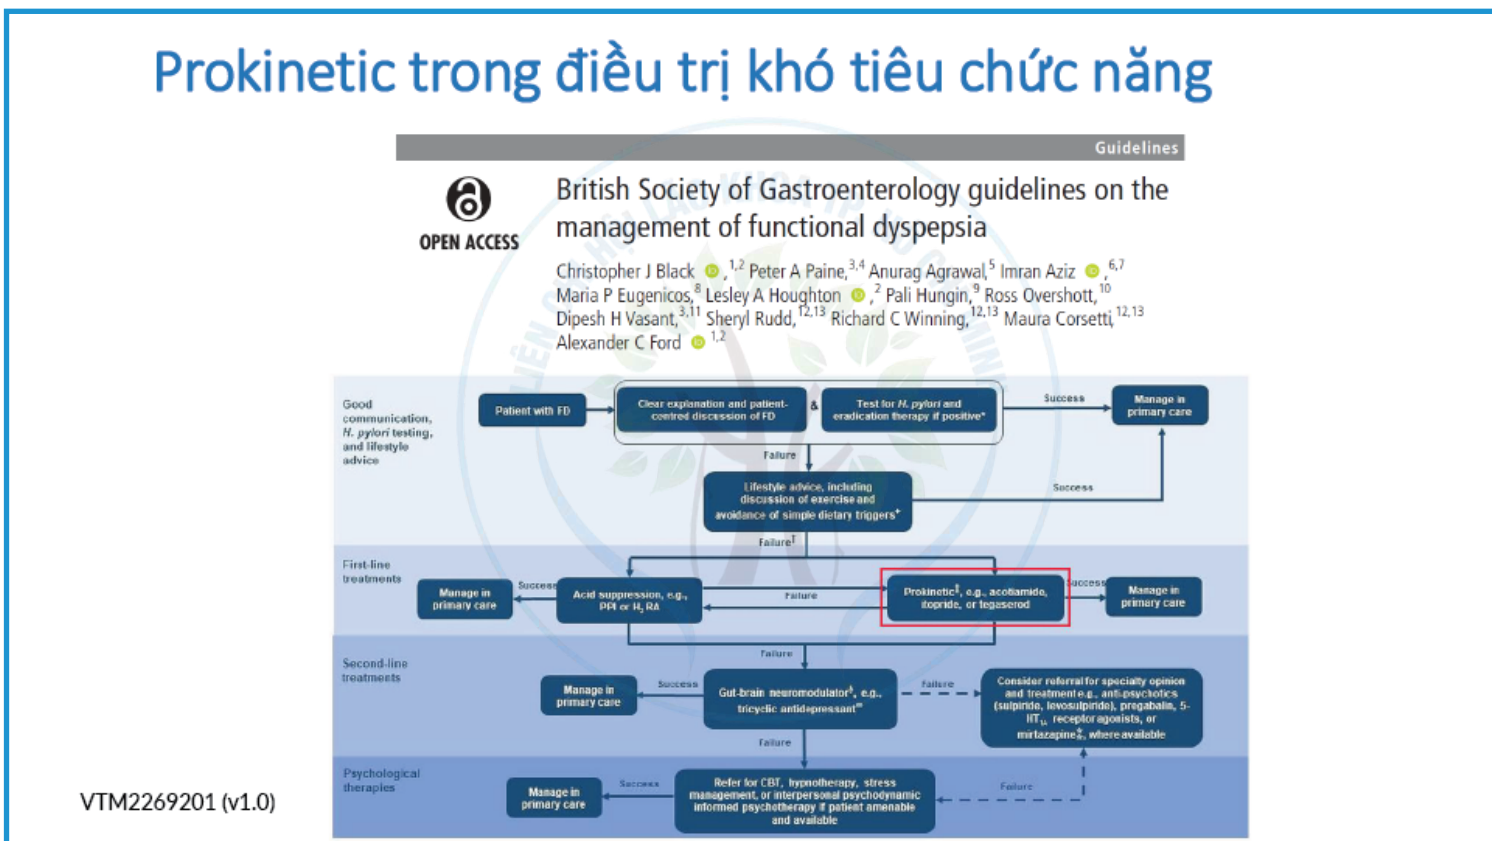 Prokinetic trong điều trị khó tiêu chức năng
Guidelines
OPEN ACCESS
British Society of Gastroenterology guidelines on the
management of functional dyspepsia
Christopher J Black ,1,2 Peter A Paine,3,4 Anurag Agrawal,5 Imran Aziz ,6,7
Maria P Eugenicos,8 Lesley A Houghton ,2 Pali Hungin,9 Ross Overshott,10
Dipesh H Vasant,3,11 Sheryl Rudd,12,13 Richard C Winning,12,13 Maura Corsetti,12,13
Alexander C Ford 1,2
Good
communication,
H. pylori testing,
and lifestyle
advice
Patient with FD
Clear explanation and patient-
centred discussion of FD
&
Test for H. pylori and
eradication therapy if positive*
Success
Manage in
primary care
Failure
Lifestyle advice, including
discussion of exercise and
avoidance of simple dietary triggers+
Success
Failure†
First-line
treatments
Manage in
primary care
Success
Acid suppression, e.g.,
PPI or H2 RA
Failure
Prokinetic‡, e.g., acotiamide,
itopride, or tegaserod
Success
Manage in
primary care
Failure
Second-line
treatments
Manage in
primary care
Success
Gut-brain neuromodulator, e.g.,
tricyclic antidepressant
Failure
Consider referral for specialty opinion
and treatment e.g., anti-psychotics
(sulpiride, levosulpiride), pregabalin, 5-
HT1A receptor agonists, or
mirtazapine, where available
Failure
Psychological
therapies
Manage in
primary care
Success
Refer for CBT, hypnotherapy, stress
management, or interpersonal psychodynamic
informed psychotherapy if patient amenable
and available
Failure
VTM2269201 (v1.0)